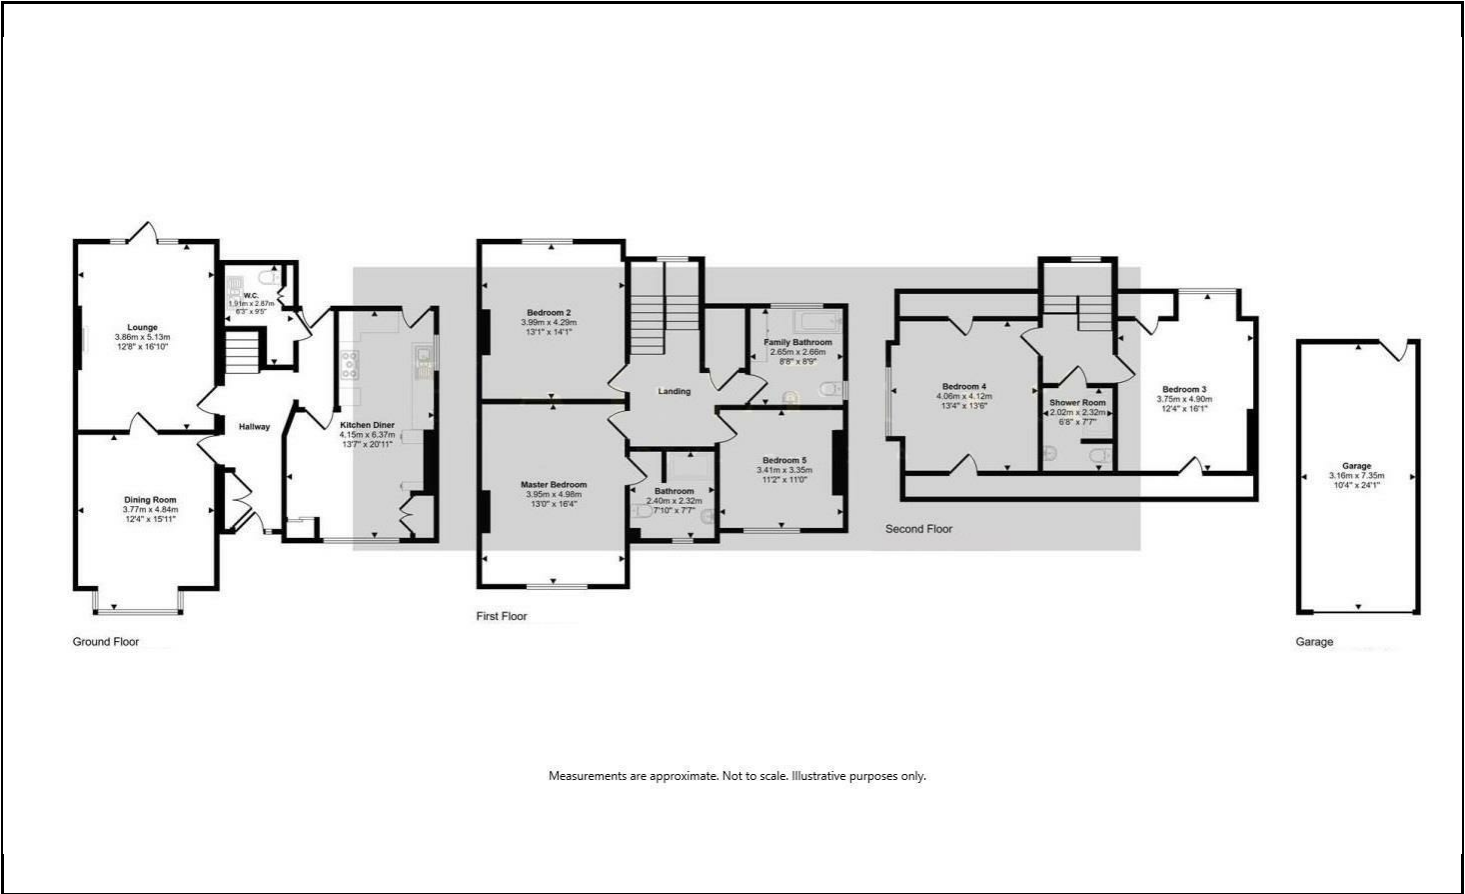 Lounge
3.86m x 5.13m
12'8" x 16'10"
W.C.
1.91m x 2.87m
6'3" x 9'5"
Hallway
Kitchen Diner
4.15m x 6.37m
13'7" x 20'11"
Dining Room
3.77m x 4.84m
12'4" x 15'11"
Ground Floor
Bedroom 2
3.99m x 4.29m
13'1" x 14'1"
Family Bathroom
2.65m x 2.66m
8'8" x 8'9"
Landing
Master Bedroom
3.95m x 4.98m
13'0" x 16'4"
Bathroom
2.40m x 2.32m
7'10" x 7'7"
Bedroom 5
3.41m x 3.35m
11'2" x 11'0"
First Floor
Bedroom 4
4.06m x 4.12m
13'4" x 13'6"
Shower Room
2.02m x 2.32m
6'8" x 7'7"
Bedroom 3
3.75m x 4.90m
12'4" x 16'1"
Second Floor
Garage
3.16m x 7.35m
10'4" x 24'1"
Garage
Measurements are approximate. Not to scale. Illustrative purposes only.